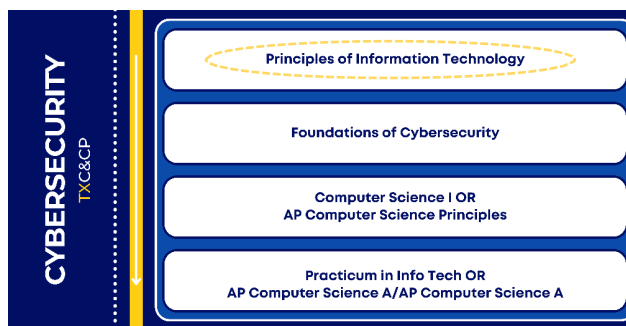 CYBERSECURITY
TXC&CP
Principles of Information Technology
Foundations of Cybersecurity
Computer Science I OR
AP Computer Science Principles
Practicum in Info Tech OR
AP Computer Science A/AP Computer Science A